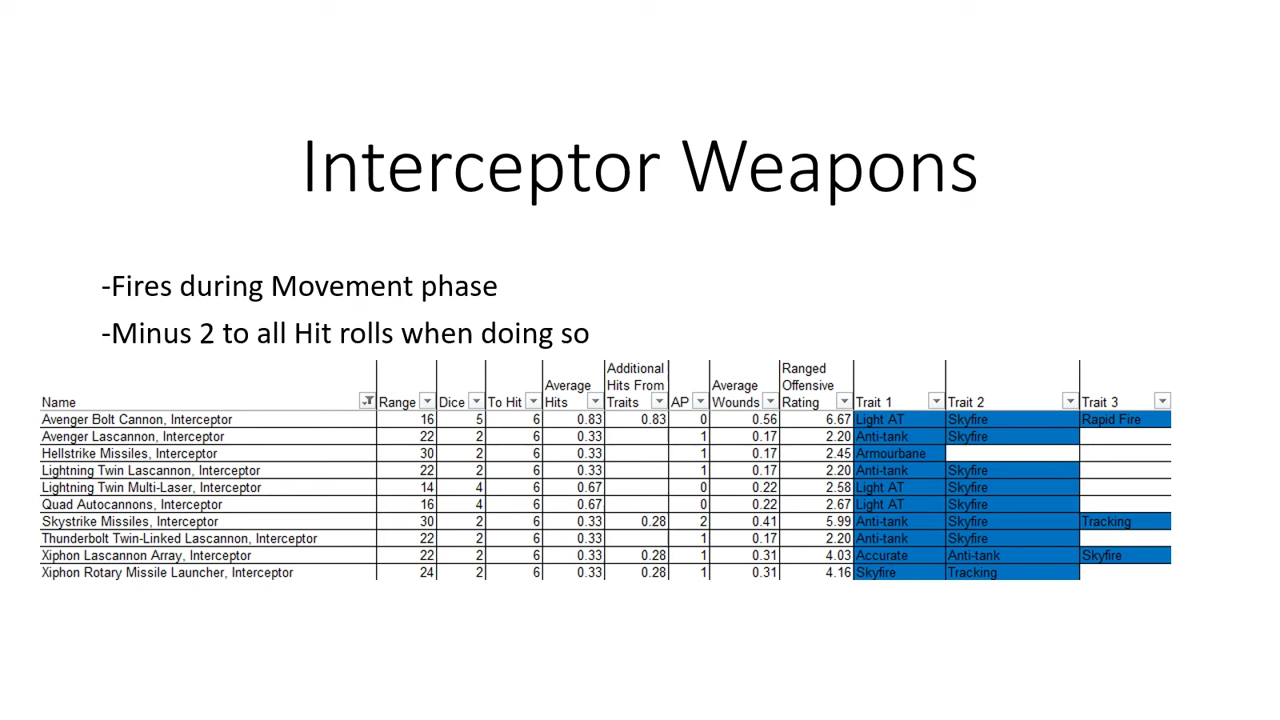 Interceptor Weapons
-Fires during Movement phase
-Minus 2 to all Hit rolls when doing so
Name Range Dice To Hit Average Hits Additional Hits From Traits AP Average Wounds Ranged Offensive Rating Trait 1 Trait 2 Trait 3
Avenger Bolt Cannon, Interceptor 16 5 6 0.83 0.83 0 0.56 6.67 Light AT Skyfire Rapid Fire
Avenger Lascannon, Interceptor 22 2 6 0.33 1 0.17 2.20 Anti-tank Skyfire
Hellstrike Missiles, Interceptor 30 2 6 0.33 1 0.17 2.45 Armourbane
Lightning Twin Lascannon, Interceptor 22 2 6 0.33 1 0.17 2.20 Anti-tank Skyfire
Lightning Twin Multi-Laser, Interceptor 14 4 6 0.67 0 0.22 2.58 Light AT Skyfire
Quad Autocannons, Interceptor 16 4 6 0.67 0 0.22 2.67 Light AT Skyfire
Skystrike Missiles, Interceptor 30 2 6 0.33 0.28 2 0.41 5.99 Anti-tank Skyfire Tracking
Thunderbolt Twin-Linked Lascannon, Interceptor 22 2 6 0.33 1 0.17 2.20 Anti-tank Skyfire
Xiphon Lascannon Array, Interceptor 22 2 6 0.33 0.28 1 0.31 4.03 Accurate Anti-tank Skyfire
Xiphon Rotary Missile Launcher, Interceptor 24 2 6 0.33 0.28 1 0.31 4.16 Skyfire Tracking